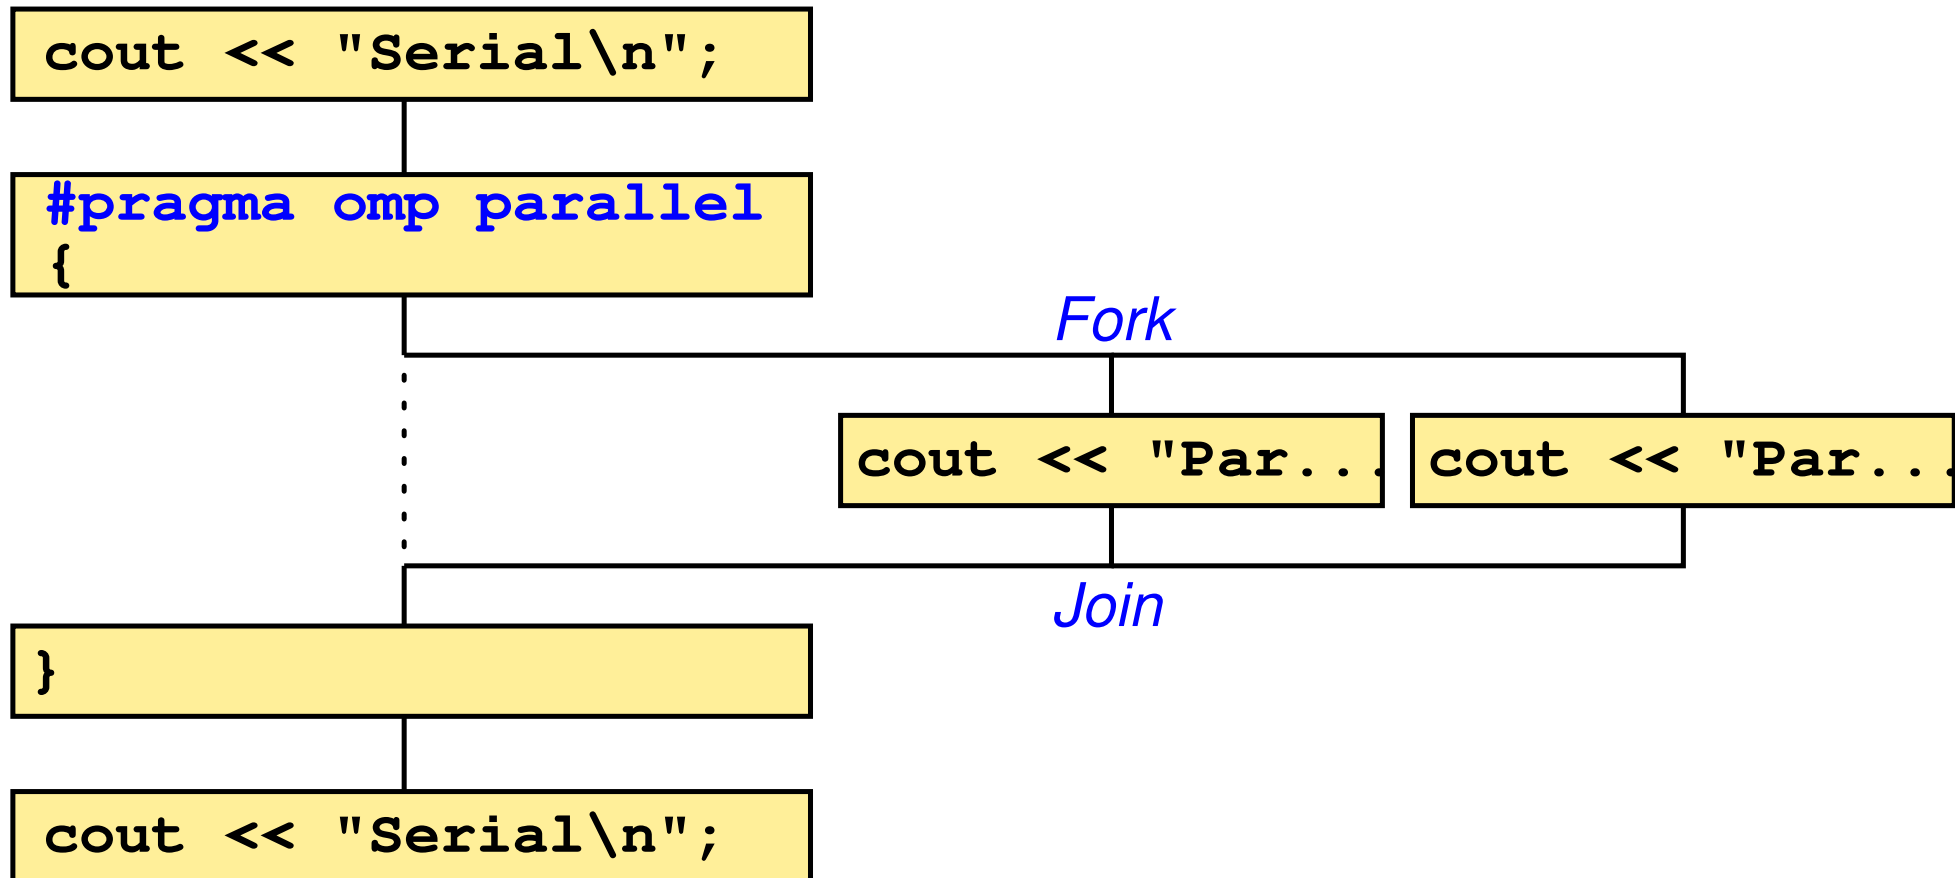 cout << "Serial\n";
#pragma omp parallel
{
Fork
cout << "Par...
cout << "Par...
Join
}
cout << "Serial\n";